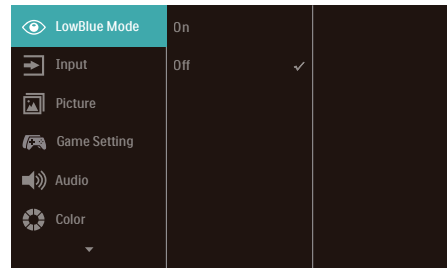 LowBlue Mode
Input
Picture
Game Setting
Audio
Color
On
Off